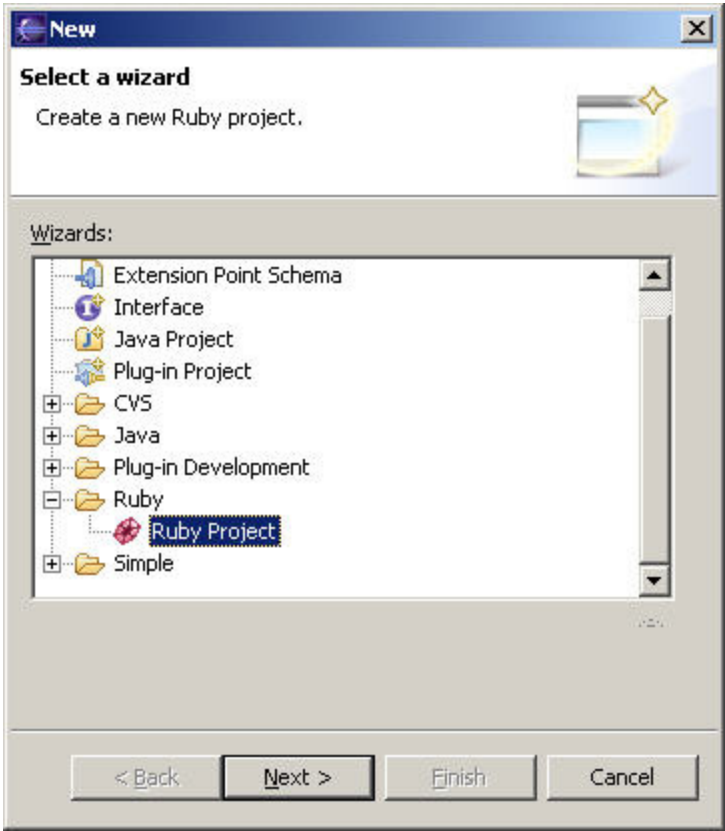 New
Select a wizard
Create a new Ruby project.
Wizards:
Extension Point Schema
Interface
Java Project
Plug-in Project
CVS
Java
Plug-in Development
Ruby
Ruby Project
Simple
< Back Next > Finish Cancel